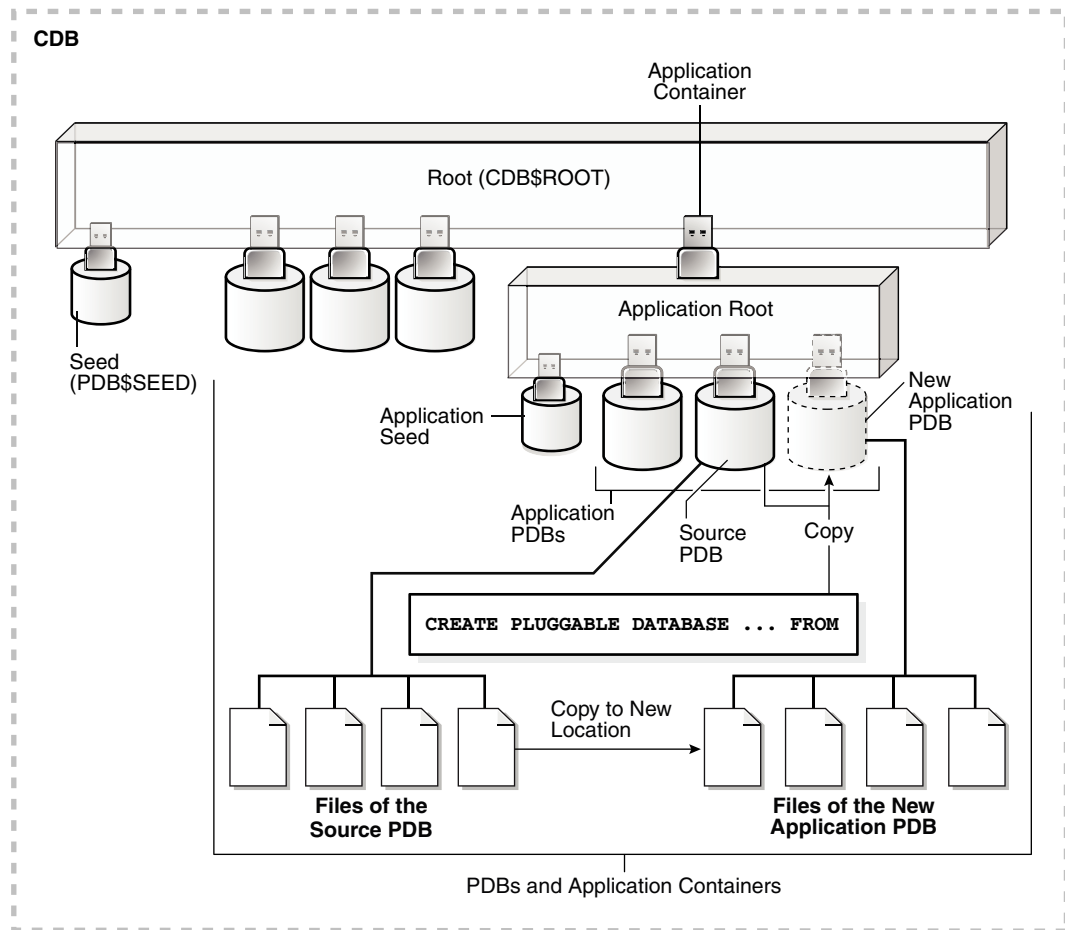 CDB
Application
Container
Root (CDB$ROOT)
Application Root
Seed
(PDB$SEED)
New
Application
PDB
Application
Seed
Application
PDBs
Source
PDB
Copy
CREATE PLUGGABLE DATABASE ... FROM
Copy to New
Location
Files of the
Source PDB
Files of the New
Application PDB
PDBs and Application Containers